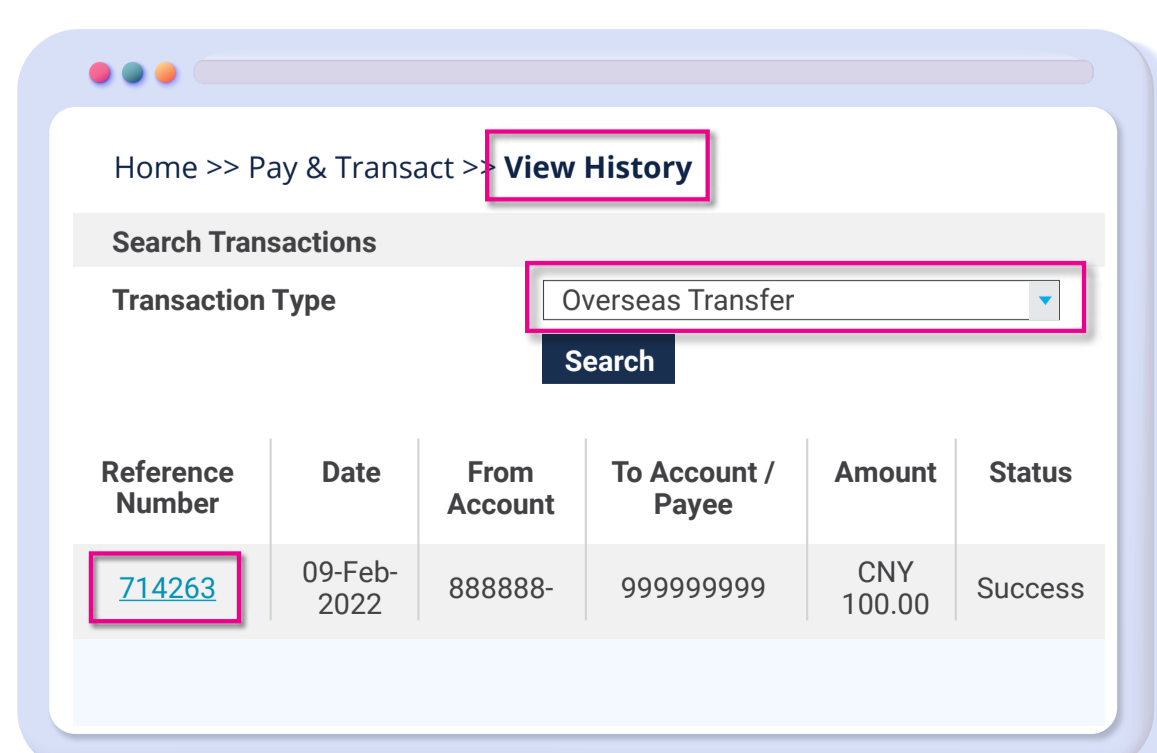 Home >> Pay & Transact >> View History
Search Transactions
Transaction Type
Overseas Transfer
Search
Reference Number
Date
From Account
To Account / Payee
Amount
Status
714263
09-Feb-2022
888888-
999999999
CNY 100.00
Success